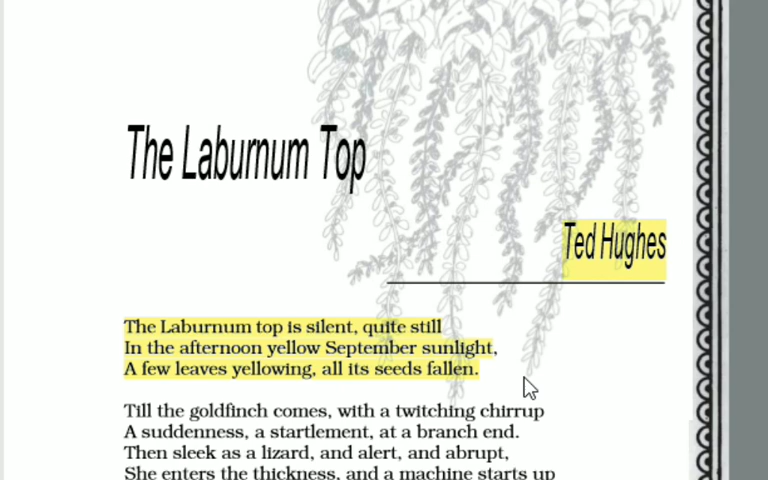 The Laburnum Top
Ted Hughes
The Laburnum top is silent, quite still
In the afternoon yellow September sunlight,
A few leaves yellowing, all its seeds fallen.
Till the goldfinch comes, with a twitching chirrup
A suddenness, a startlement, at a branch end.
Then sleek as a lizard, and alert, and abrupt,
She enters the thickness, and a machine starts up